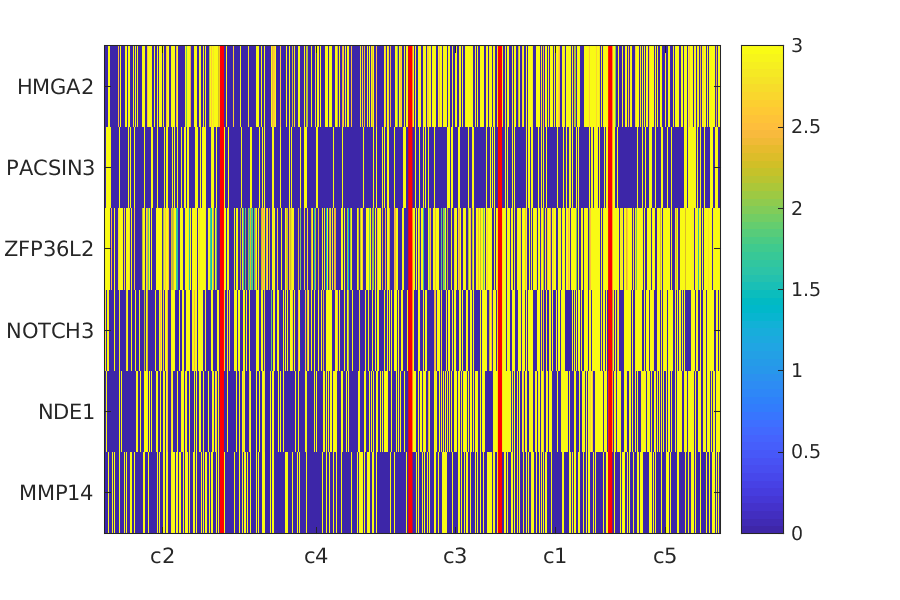 HMGA2
PACSIN3
ZFP36L2
NOTCH3
NDE1
MMP14
c2 c4 c3 c1 c5
3
2.5
2
1.5
1
0.5
0